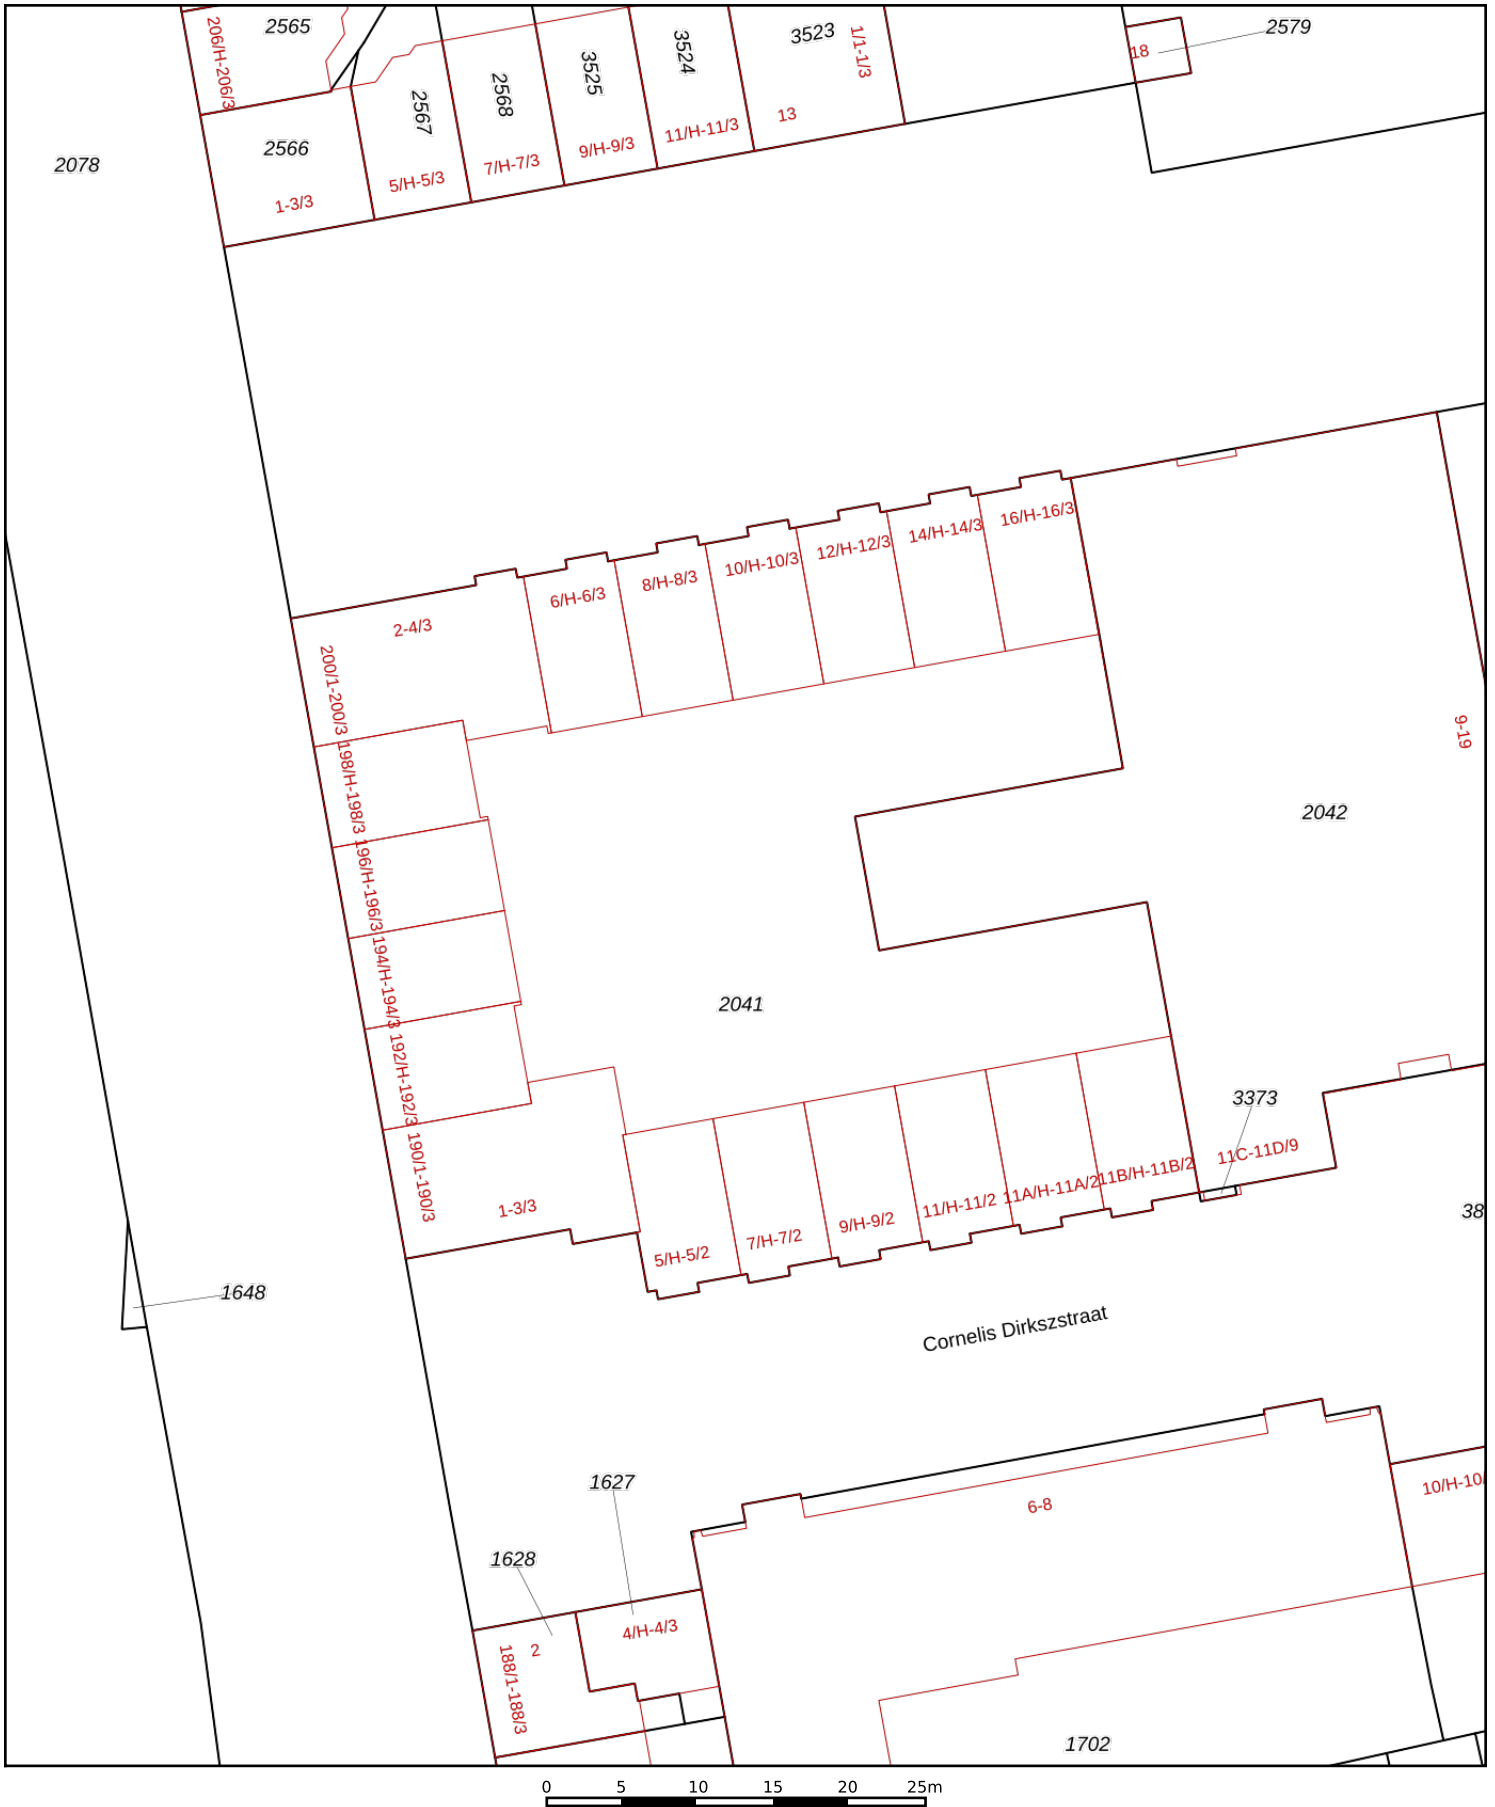 2565
206/H-206/3
2566
1-3/3
2078
2567
5/H-5/3
2568
7/H-7/3
3525
9/H-9/3
3524
11/H-11/3
3523
1/1-1/3
13
18
2579
2-4/3
6/H-6/3
8/H-8/3
10/H-10/3
12/H-12/3
14/H-14/3
16/H-16/3
200/1-200/3
198/H-198/3
196/H-196/3
194/H-194/3
192/H-192/3
190/1-190/3
9-19
2042
2041
3373
11C-11D/9
1-3/3
5/H-5/2
7/H-7/2
9/H-9/2
11/H-11/2
11A/H-11A/2
11B/H-11B/2
38
1648
Cornelis Dirkszstraat
1627
1628
6-8
10/H-10/
4/H-4/3
2
188/1-188/3
1702
0 5 10 15 20 25m